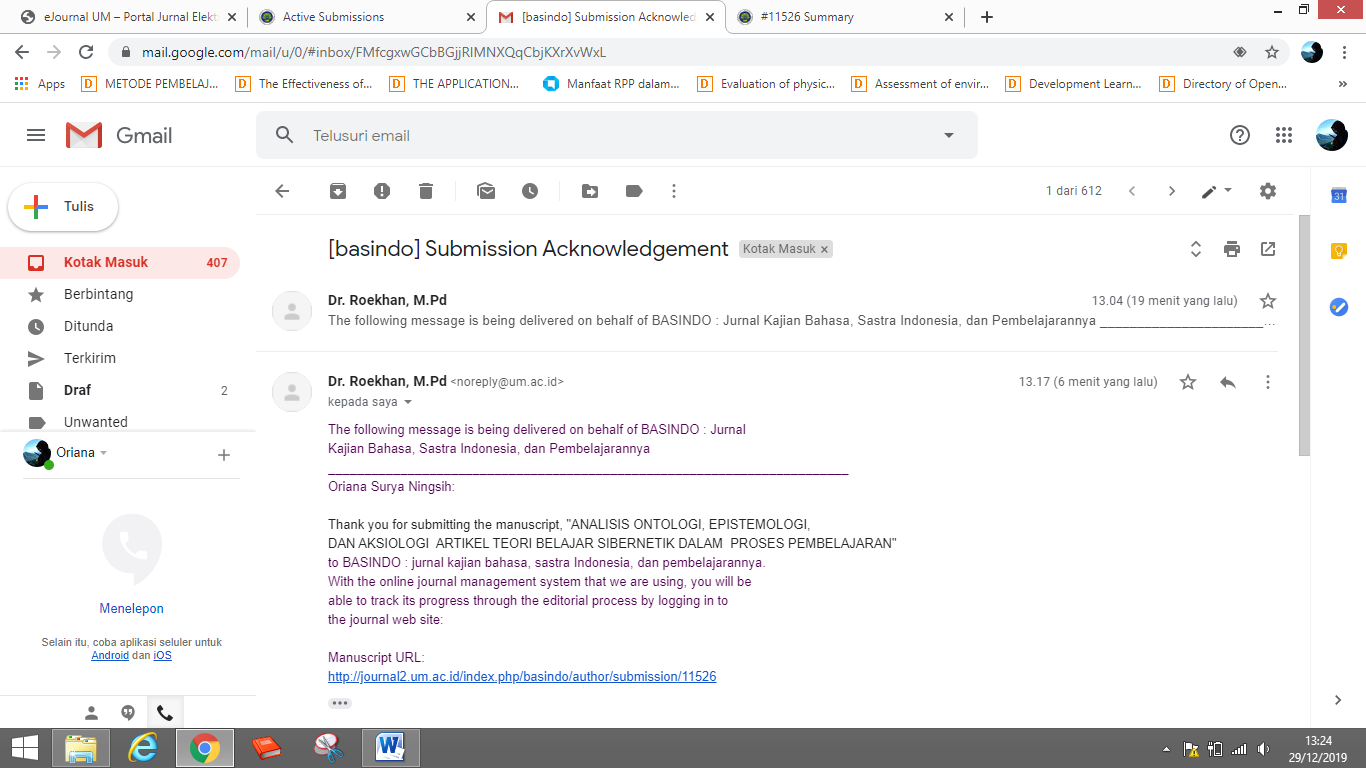 eJournal UM – Portal Jurnal Elekt
Active Submissions
[basindo] Submission Acknowled
#11526 Summary
mail.google.com/mail/u/0/#inbox/FMfcgxwGCbBGjjRlMNXQqCbjKXrXvWxL
Apps
METODE PEMBELAJ...
The Effectiveness of...
THE APPLICATION...
Manfaat RPP dalam...
Evaluation of physic...
Assessment of envir...
Development Learn...
Directory of Open...
»
Gmail
Telusuri email
Tulis
1 dari 612
31
Kotak Masuk 407
Berbintang
Ditunda
Terkirim
Draf 2
Unwanted
Oriana
Menelepon
Selain itu, coba aplikasi seluler untuk
Android dan iOS
[basindo] Submission Acknowledgement Kotak Masuk ×
Dr. Roekhan, M.Pd 13.04 (19 menit yang lalu)
The following message is being delivered on behalf of BASINDO : Jurnal Kajian Bahasa, Sastra Indonesia, dan Pembelajarannya ______________________...
Dr. Roekhan, M.Pd <noreply@um.ac.id> 13.17 (6 menit yang lalu)
kepada saya
The following message is being delivered on behalf of BASINDO : Jurnal
Kajian Bahasa, Sastra Indonesia, dan Pembelajarannya
________________________________________________________________________
Oriana Surya Ningsih:
Thank you for submitting the manuscript, "ANALISIS ONTOLOGI, EPISTEMOLOGI,
DAN AKSIOLOGI  ARTIKEL TEORI BELAJAR SIBERNETIK DALAM  PROSES PEMBELAJARAN"
to BASINDO : jurnal kajian bahasa, sastra Indonesia, dan pembelajarannya.
With the online journal management system that we are using, you will be
able to track its progress through the editorial process by logging in to
the journal web site:
Manuscript URL:
http://journal2.um.ac.id/index.php/basindo/author/submission/11526
13:24
29/12/2019